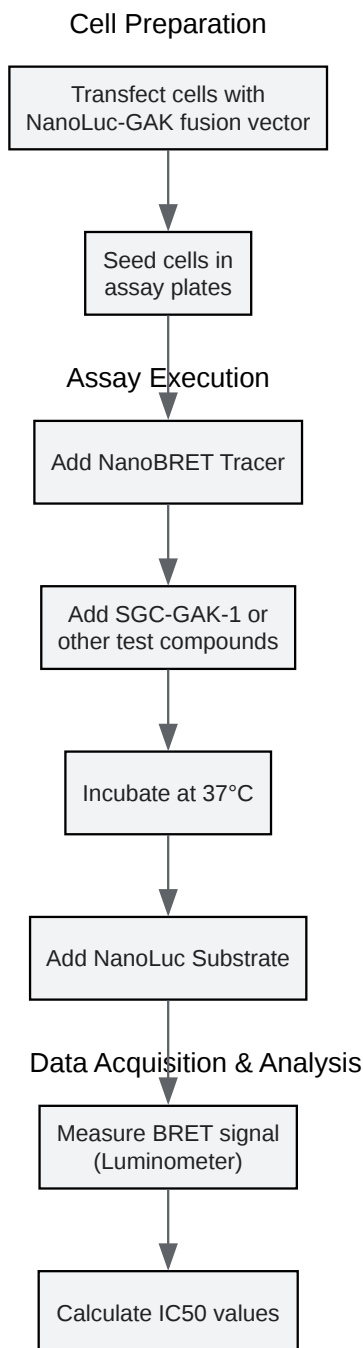 Cell Preparation
Transfect cells with
NanoLuc-GAK fusion vector
Seed cells in
assay plates
Assay Execution
Add NanoBRET Tracer
Add SGC-GAK-1 or
other test compounds
Incubate at 37°C
Add NanoLuc Substrate
Data Acquisition & Analysis
Measure BRET signal
(Luminometer)
Calculate IC50 values